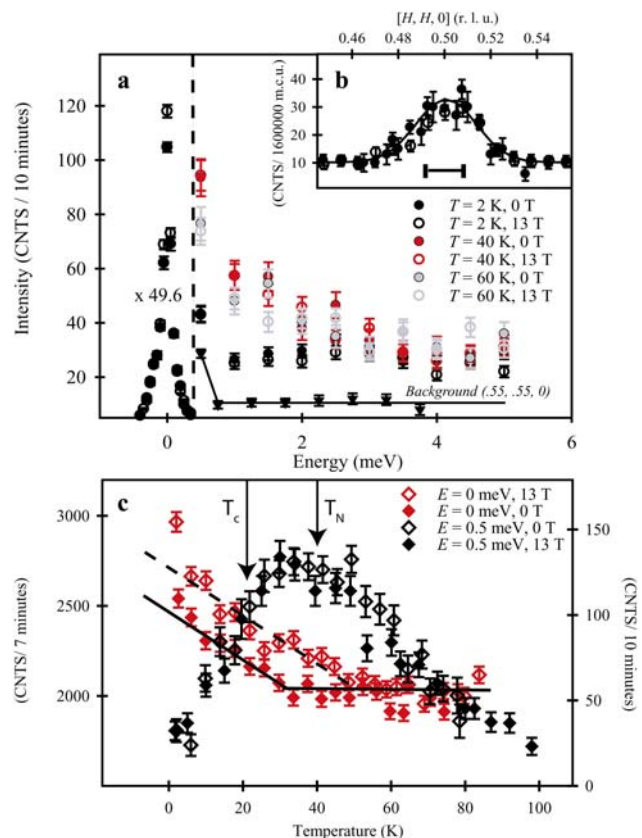 [H, H, 0] (r. l. u.)
0.46 0.48 0.50 0.52 0.54
a
b
120
100
80
60
40
20
Intensity (CNTS / 10 minutes)
40
30
20
10
0
(CNTS/ 1600000 m.c.u.)
x 49.6
T = 2 K, 0 T
T = 2 K, 13 T
T = 40 K, 0 T
T = 40 K, 13 T
T = 60 K, 0 T
T = 60 K, 13 T
Background (.55, .55, 0)
0 2 4 6
Energy (meV)
c
Tc
TN
E = 0 meV, 13 T
E = 0 meV, 0 T
E = 0.5 meV, 0 T
E = 0.5 meV, 13 T
3000
2500
2000
(CNTS/ 7 minutes)
150
100
50
0
(CNTS/ 10 minutes)
0 20 40 60 80 100
Temperature (K)